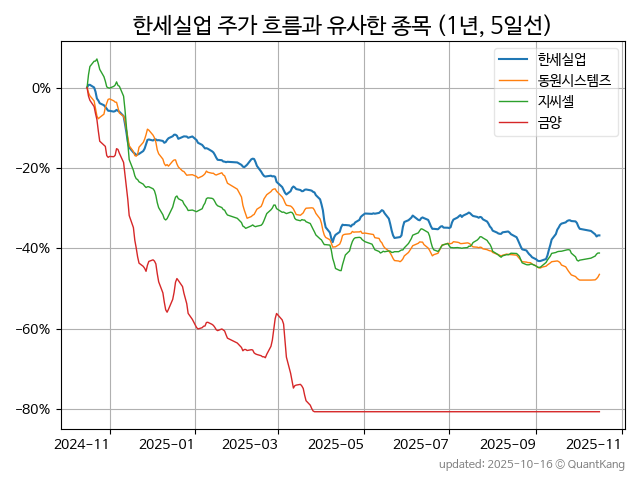 한세실업 주가 흐름과 유사한 종목 (1년, 5일선)
한세실업
동원시스템즈
지씨셀
금양
0%
−20%
−40%
−60%
−80%
2024-11
2025-01
2025-03
2025-05
2025-07
2025-09
2025-11
updated: 2025-10-16 © QuantKang